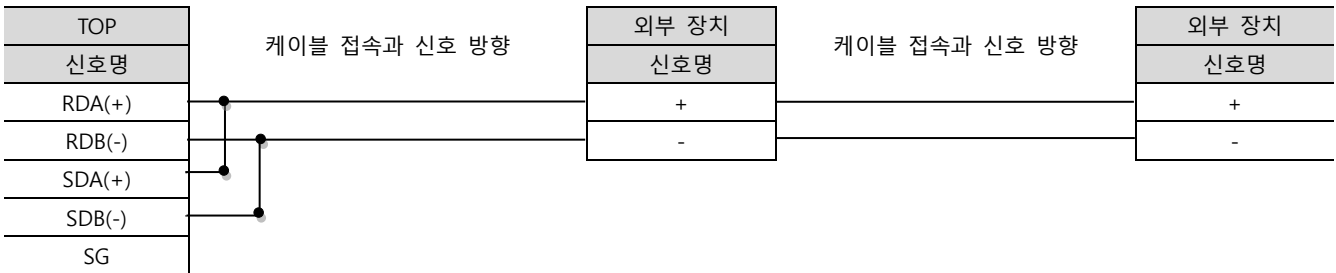 TOP 케이블 접속과 신호 방향 외부 장치 케이블 접속과 신호 방향 외부 장치
신호명 신호명 신호명
RDA(+) + +
RDB(-) - -
SDA(+)
SDB(-)
SG